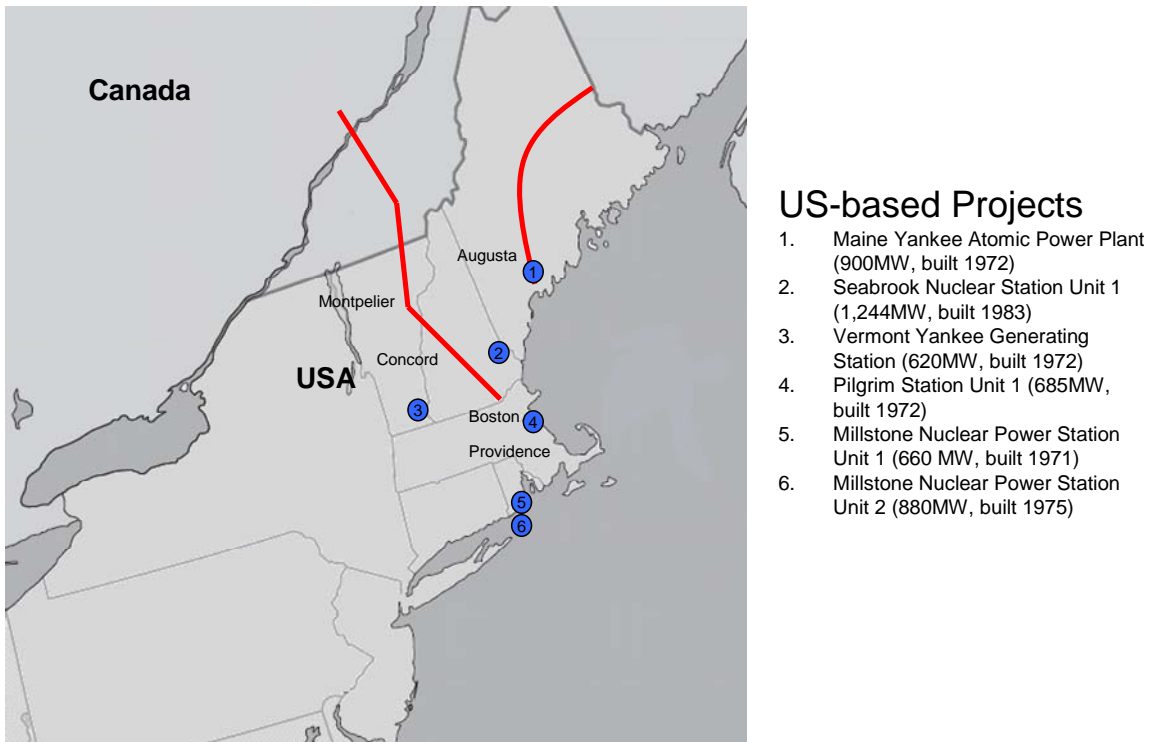 Canada
Augusta
1
Montpelier
2
Concord
USA
3
Boston
4
Providence
5
6
US-based Projects
1. Maine Yankee Atomic Power Plant
(900MW, built 1972)
2. Seabrook Nuclear Station Unit 1
(1,244MW, built 1983)
3. Vermont Yankee Generating
Station (620MW, built 1972)
4. Pilgrim Station Unit 1 (685MW,
built 1972)
5. Millstone Nuclear Power Station
Unit 1 (660 MW, built 1971)
6. Millstone Nuclear Power Station
Unit 2 (880MW, built 1975)